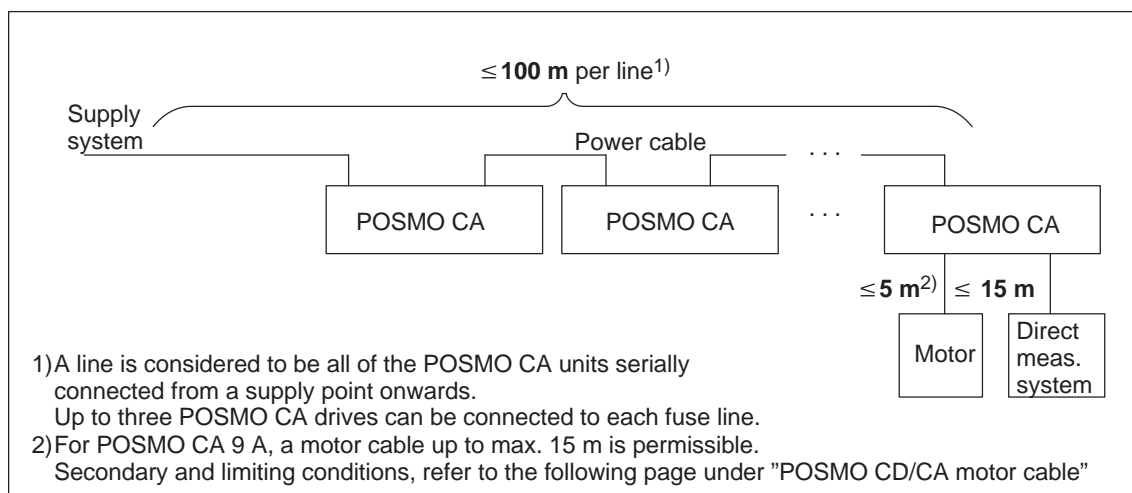 ≤ 100 m per line1)
Supply
system
Power cable
. . .
POSMO CA
POSMO CA
. . .
POSMO CA
≤ 5 m2)
≤ 15 m
Motor
Direct
meas.
system
1) A line is considered to be all of the POSMO CA units serially
connected from a supply point onwards.
Up to three POSMO CA drives can be connected to each fuse line.
2) For POSMO CA 9 A, a motor cable up to max. 15 m is permissible.
Secondary and limiting conditions, refer to the following page under ”POSMO CD/CA motor cable”